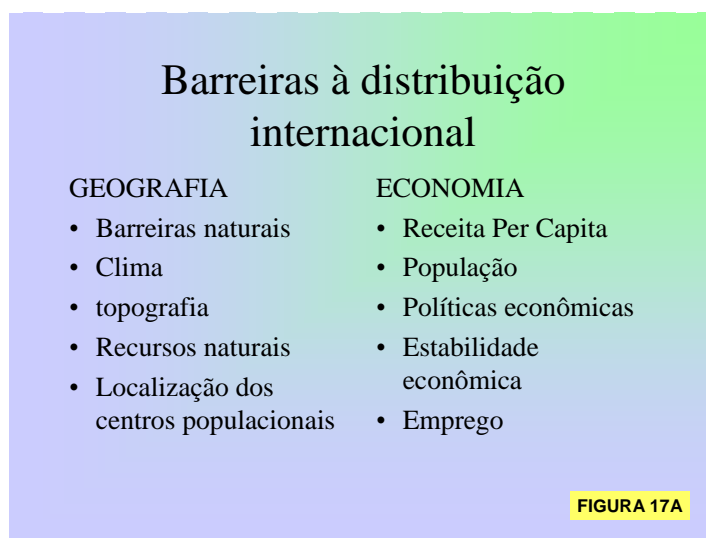 Barreiras à distribuição
internacional
GEOGRAFIA
• Barreiras naturais
• Clima
• topografia
• Recursos naturais
• Localização dos
centros populacionais
ECONOMIA
• Receita Per Capita
• População
• Políticas econômicas
• Estabilidade
econômica
• Emprego
FIGURA 17A